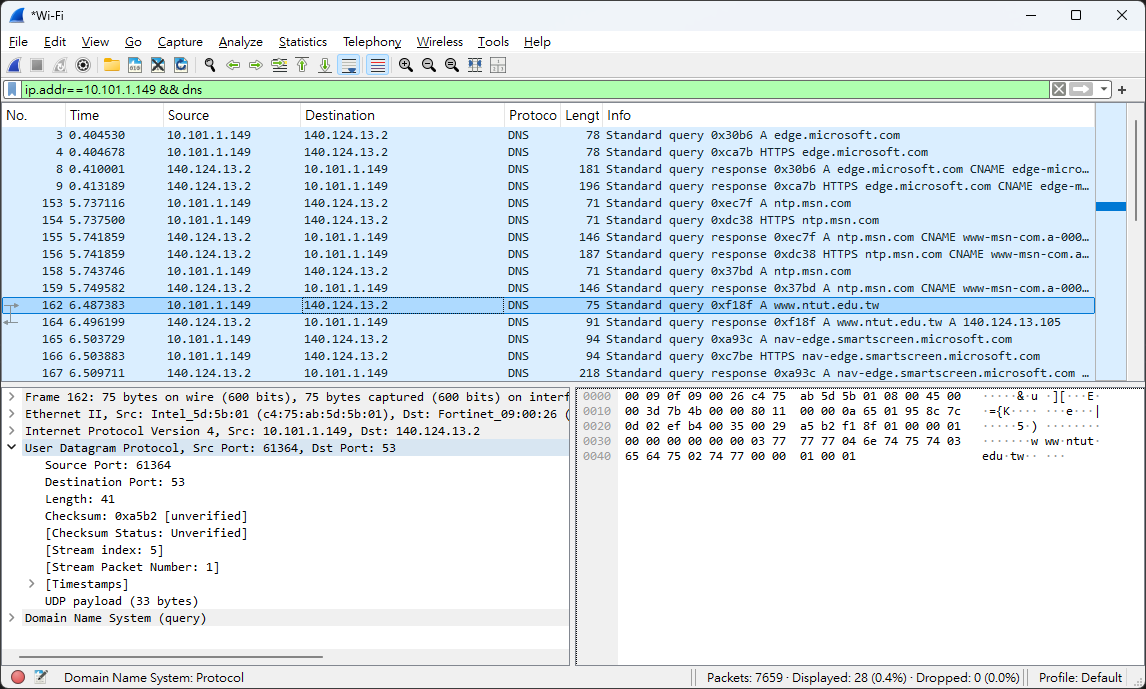 *Wi-Fi
File Edit View Go Capture Analyze Statistics Telephony Wireless Tools Help
ip.addr==10.101.1.149 && dns
No. Time Source Destination Protoco Lengt Info
3 0.404530 10.101.1.149 140.124.13.2 DNS 78 Standard query 0x30b6 A edge.microsoft.com
4 0.404678 10.101.1.149 140.124.13.2 DNS 78 Standard query 0xca7b HTTPS edge.microsoft.com
8 0.410001 140.124.13.2 10.101.1.149 DNS 181 Standard query response 0x30b6 A edge.microsoft.com CNAME edge-micro…
9 0.413189 140.124.13.2 10.101.1.149 DNS 196 Standard query response 0xca7b HTTPS edge.microsoft.com CNAME edge-m…
153 5.737116 10.101.1.149 140.124.13.2 DNS 71 Standard query 0xec7f A ntp.msn.com
154 5.737500 10.101.1.149 140.124.13.2 DNS 71 Standard query 0xdc38 HTTPS ntp.msn.com
155 5.741859 140.124.13.2 10.101.1.149 DNS 146 Standard query response 0xec7f A ntp.msn.com CNAME www-msn-com.a-000…
156 5.741859 140.124.13.2 10.101.1.149 DNS 187 Standard query response 0xdc38 HTTPS ntp.msn.com CNAME www-msn-com.a…
158 5.743746 10.101.1.149 140.124.13.2 DNS 71 Standard query 0x37bd A ntp.msn.com
159 5.749582 140.124.13.2 10.101.1.149 DNS 146 Standard query response 0x37bd A ntp.msn.com CNAME www-msn-com.a-000…
162 6.487383 10.101.1.149 140.124.13.2 DNS 75 Standard query 0xf18f A www.ntut.edu.tw
164 6.496199 140.124.13.2 10.101.1.149 DNS 91 Standard query response 0xf18f A www.ntut.edu.tw A 140.124.13.105
165 6.503729 10.101.1.149 140.124.13.2 DNS 94 Standard query 0xa93c A nav-edge.smartscreen.microsoft.com
166 6.503883 10.101.1.149 140.124.13.2 DNS 94 Standard query 0xc7be HTTPS nav-edge.smartscreen.microsoft.com
167 6.509711 140.124.13.2 10.101.1.149 DNS 218 Standard query response 0xa93c A nav-edge.smartscreen.microsoft.com …
Frame 162: 75 bytes on wire (600 bits), 75 bytes captured (600 bits) on interf
Ethernet II, Src: Intel_5d:5b:01 (c4:75:ab:5d:5b:01), Dst: Fortinet_09:00:26 (
Internet Protocol Version 4, Src: 10.101.1.149, Dst: 140.124.13.2
User Datagram Protocol, Src Port: 61364, Dst Port: 53
Source Port: 61364
Destination Port: 53
Length: 41
Checksum: 0xa5b2 [unverified]
[Checksum Status: Unverified]
[Stream index: 5]
[Stream Packet Number: 1]
[Timestamps]
UDP payload (33 bytes)
Domain Name System (query)
0000 00 09 0f 09 00 26 c4 75 ab 5d 5b 01 08 00 45 00 ·····&·u ·][···E·
0010 00 3d 7b 4b 00 00 80 11 00 00 0a 65 01 95 8c 7c ·={K···· ···e···|
0020 0d 02 ef b4 00 35 00 29 a5 b2 f1 8f 01 00 00 01 ·····5·) ········
0030 00 00 00 00 00 00 03 77 77 77 04 6e 74 75 74 03 ·······w ww·ntut·
0040 65 64 75 02 74 77 00 00 01 00 01 edu·tw·· ···
Domain Name System: Protocol
Packets: 7659 · Displayed: 28 (0.4%) · Dropped: 0 (0.0%)
Profile: Default